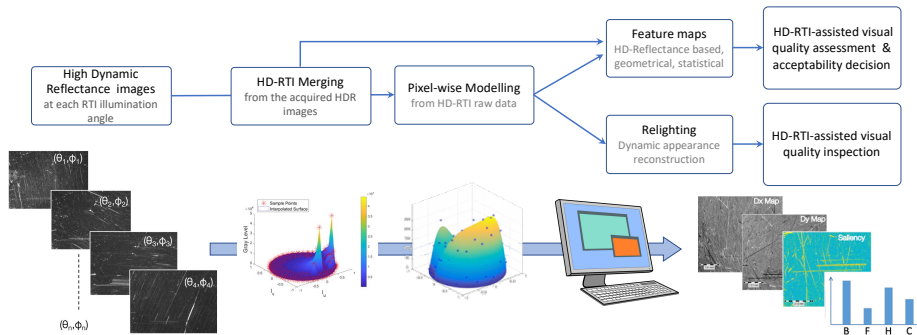 High Dynamic
Reflectance images
at each RTI illumination
angle
HD-RTI Merging
from the acquired HDR
images
Pixel-wise Modelling
from HD-RTI raw data
Feature maps
HD-Reflectance based,
geometrical, statistical
HD-RTI-assisted visual
quality assessment &
acceptability decision
Relighting
Dynamic appearance
reconstruction
HD-RTI-assisted visual
quality inspection
(θ1,Φ1)
(θ2,Φ2)
(θ3,Φ3)
(θ4,Φ4)
(θn,Φn)
Sample Points
Interpolated Surface
Gray Level
Dx Map
Dy Map
Saliency
B F H C